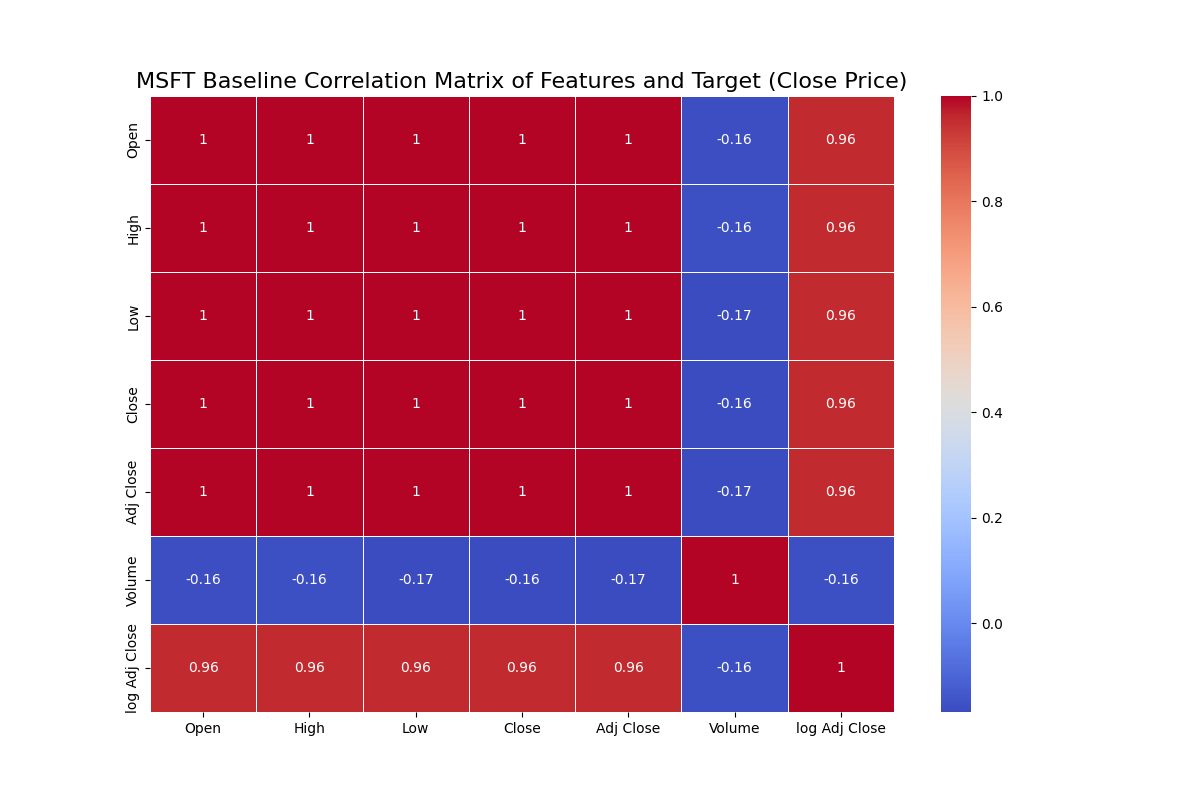 MSFT Baseline Correlation Matrix of Features and Target (Close Price)
Open 1 1 1 1 1 -0.16 0.96
High 1 1 1 1 1 -0.16 0.96
Low 1 1 1 1 1 -0.17 0.96
Close 1 1 1 1 1 -0.16 0.96
Adj Close 1 1 1 1 1 -0.17 0.96
Volume -0.16 -0.16 -0.17 -0.16 -0.17 1 -0.16
log Adj Close 0.96 0.96 0.96 0.96 0.96 -0.16 1
Open High Low Close Adj Close Volume log Adj Close
1.0
0.8
0.6
0.4
0.2
0.0